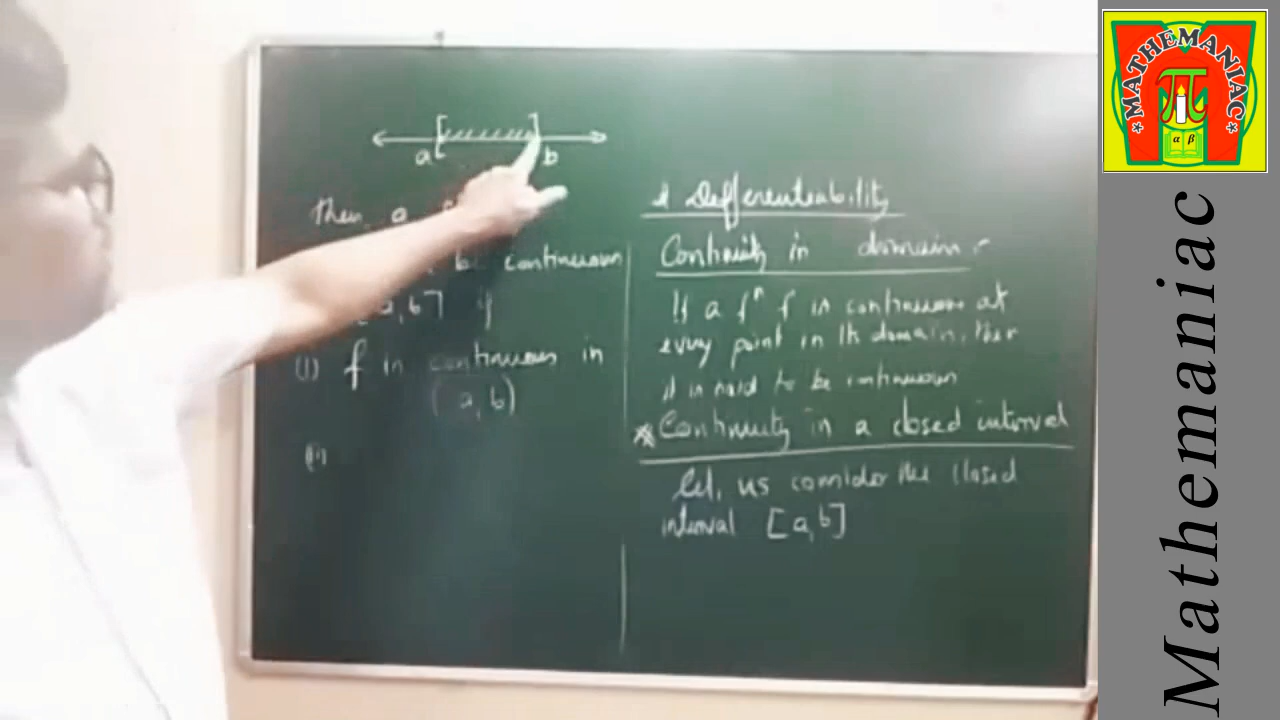 a b
then a
be continuous
a, b] if
(i) f is continuous in
(a, b)
(ii)
& Differentiability
Continuity in domain :-
If a fⁿ f is continuous at
every point in its domain, then
it is said to be continuous
* Continuity in a closed interval
Let, us consider the closed
interval [a, b]
MATHEMANIAC
π
α β
Mathemaniac